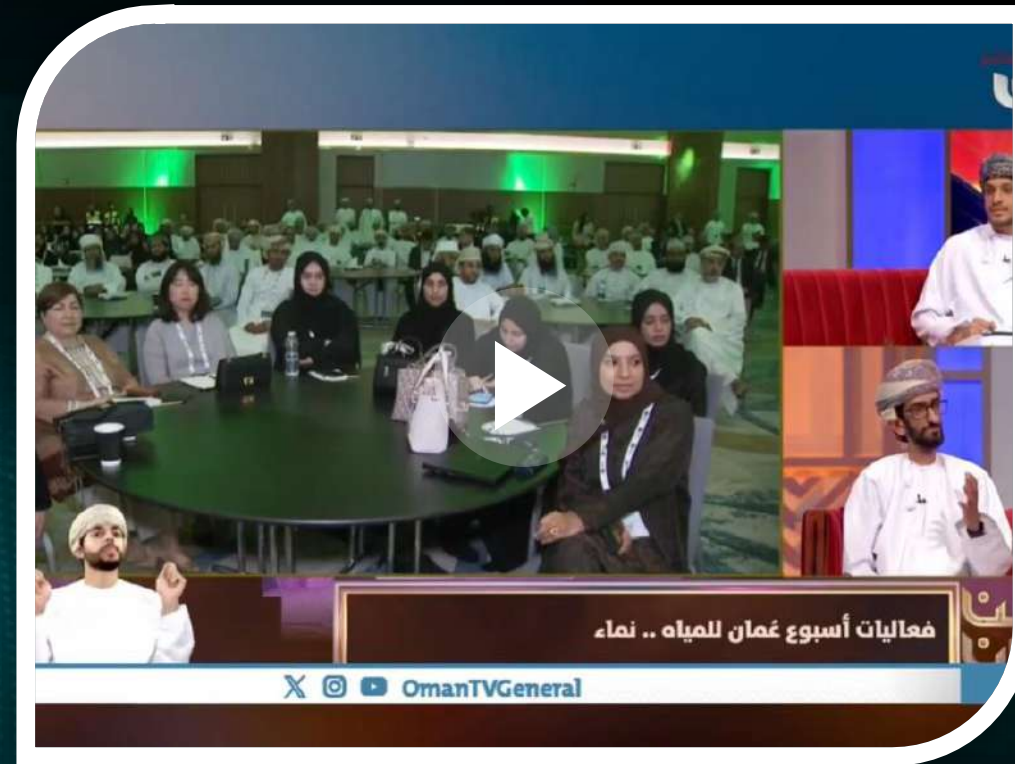 فعاليات أسبوع عُمان للمياه .. نماء
OmanTVGeneral